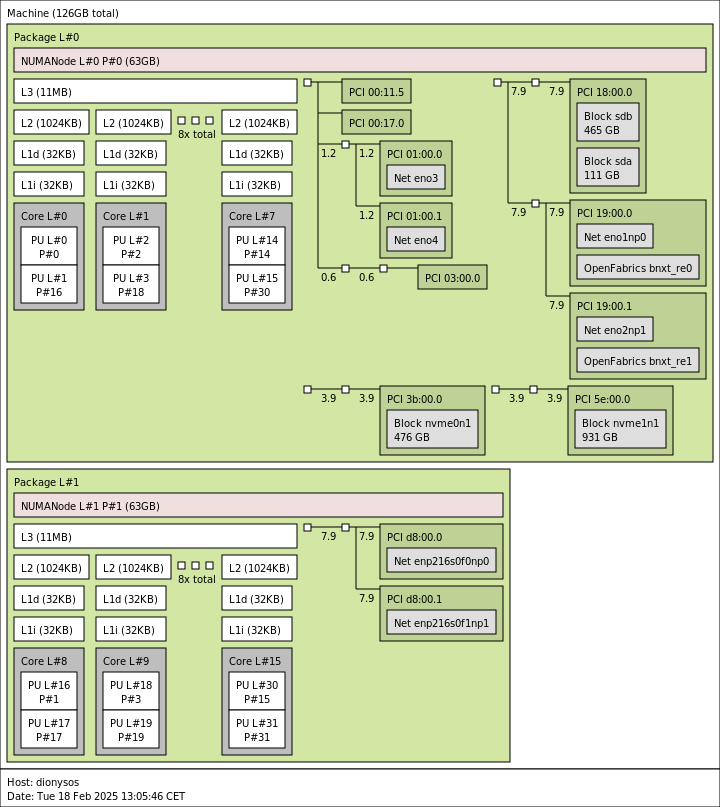 Machine (126GB total)
Package L#0
NUMANode L#0 P#0 (63GB)
L3 (11MB)
L2 (1024KB) L2 (1024KB) 8x total L2 (1024KB)
L1d (32KB) L1d (32KB) L1d (32KB)
L1i (32KB) L1i (32KB) L1i (32KB)
Core L#0 Core L#1 Core L#7
PU L#0 PU L#2 PU L#14
P#0 P#2 P#14
PU L#1 PU L#3 PU L#15
P#16 P#18 P#30
PCI 00:11.5
PCI 00:17.0
1.2 1.2 PCI 01:00.0
Net eno3
1.2 PCI 01:00.1
Net eno4
0.6 0.6 PCI 03:00.0
7.9 7.9 PCI 18:00.0
Block sdb
465 GB
Block sda
111 GB
7.9 7.9 PCI 19:00.0
Net eno1np0
OpenFabrics bnxt_re0
7.9 PCI 19:00.1
Net eno2np1
OpenFabrics bnxt_re1
3.9 3.9 PCI 3b:00.0
Block nvme0n1
476 GB
3.9 3.9 PCI 5e:00.0
Block nvme1n1
931 GB
Package L#1
NUMANode L#1 P#1 (63GB)
L3 (11MB)
L2 (1024KB) L2 (1024KB) 8x total L2 (1024KB)
L1d (32KB) L1d (32KB) L1d (32KB)
L1i (32KB) L1i (32KB) L1i (32KB)
Core L#8 Core L#9 Core L#15
PU L#16 PU L#18 PU L#30
P#1 P#3 P#15
PU L#17 PU L#19 PU L#31
P#17 P#19 P#31
7.9 7.9 PCI d8:00.0
Net enp216s0f0np0
7.9 PCI d8:00.1
Net enp216s0f1np1
Host: dionysos
Date: Tue 18 Feb 2025 13:05:46 CET